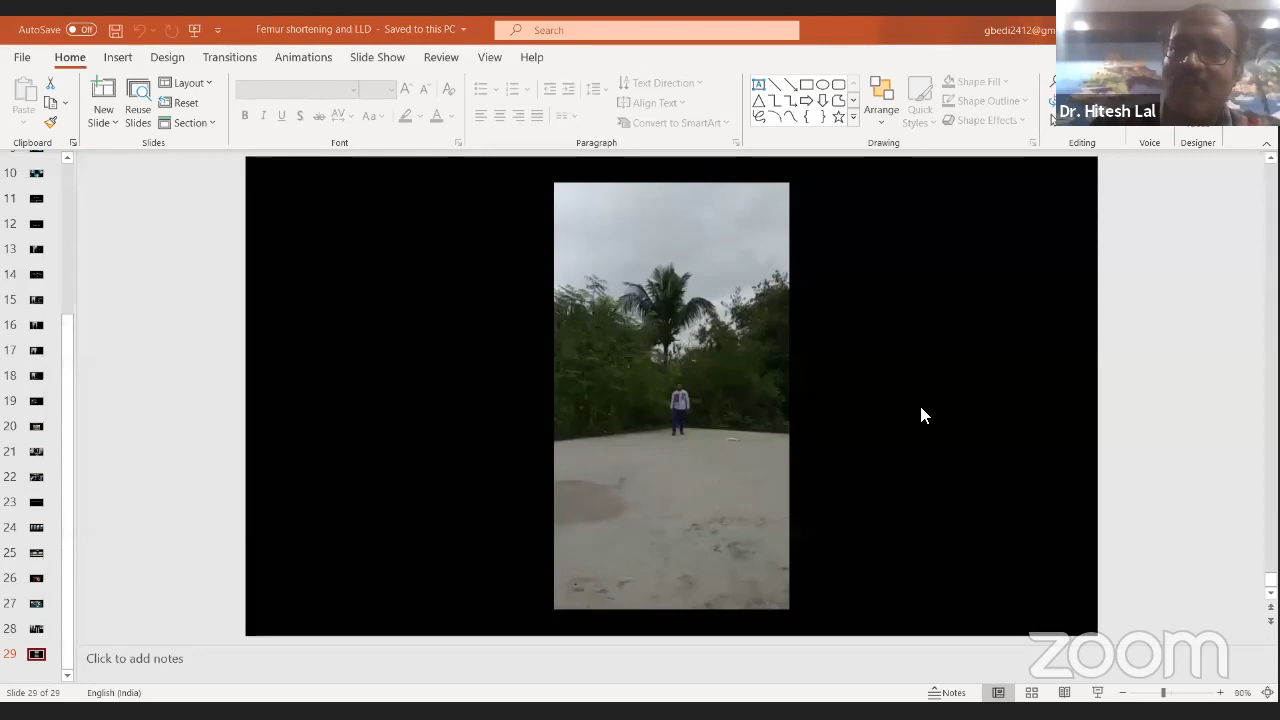 AutoSave Off Femur shortening and LLD - Saved to this PC Search gbedi2412@gm
File Home Insert Design Transitions Animations Slide Show Review View Help
Dr. Hitesh Lal
Paste New Slide Reuse Slides Layout Reset Section
B U S ab AV Aa A
Text Direction Align Text Convert to SmartArt
Arrange Quick Styles Shape Fill Shape Outline Shape Effects
Clipboard Slides Font Paragraph Drawing Editing Voice Designer
10
11
12
13
14
15
16
17
18
19
20
21
22
23
24
25
26
27
28
29
Click to add notes
zoom
Slide 29 of 29 English (India) Notes 80%